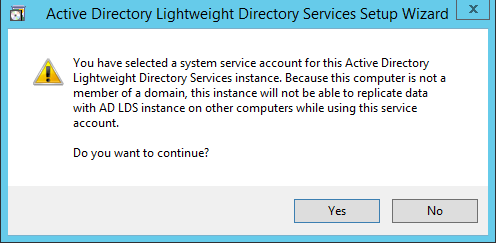 Active Directory Lightweight Directory Services Setup Wizard
You have selected a system service account for this Active Directory
Lightweight Directory Services instance. Because this computer is not a
member of a domain, this instance will not be able to replicate data
with AD LDS instance on other computers while using this service
account.
Do you want to continue?
Yes
No